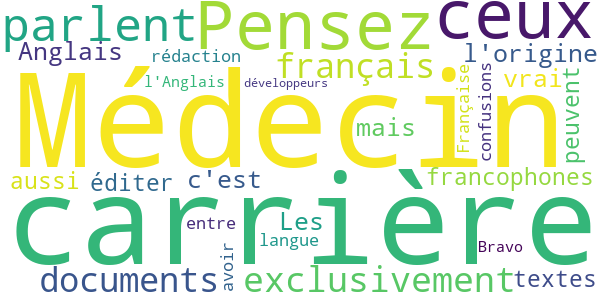 parlent
Pensez
ceux
Anglais
rédaction
l'origine
français
l'Anglais
développeurs
Médecin
Française
confusions
vrai
peuvent
mais
aussi
éditer
c'est
francophones
carrière
entre
Les
langue
avoir
Bravo
documents
exclusivement
textes